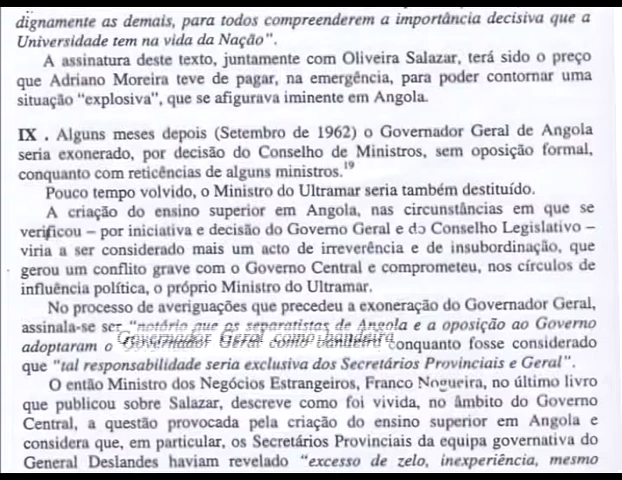 dignamente as demais, para todos compreenderem a importância decisiva que a
Universidade tem na vida da Nação".
A assinatura deste texto, juntamente com Oliveira Salazar, terá sido o preço
que Adriano Moreira teve de pagar, na emergência, para poder contornar uma
situação "explosiva", que se afigurava iminente em Angola.
IX . Alguns meses depois (Setembro de 1962) o Governador Geral de Angola
seria exonerado, por decisão do Conselho de Ministros, sem oposição formal,
conquanto com reticências de alguns ministros.19
Pouco tempo volvido, o Ministro do Ultramar seria também destituído.
A criação do ensino superior em Angola, nas circunstâncias em que se
verificou – por iniciativa e decisão do Governo Geral e do Conselho Legislativo –
viria a ser considerado mais um acto de irreverência e de insubordinação, que
gerou um conflito grave com o Governo Central e comprometeu, nos círculos de
influência política, o próprio Ministro do Ultramar.
No processo de averiguações que precedeu a exoneração do Governador Geral,
assinala-se ser "notório que os separatistas de Angola e a oposição ao Governo
adoptaram o Governador Geral como bandeira conquanto fosse considerado
Governador Geral como bandeira
que "tal responsabilidade seria exclusiva dos Secretários Provinciais e Geral".
O então Ministro dos Negócios Estrangeiros, Franco Nogueira, no último livro
que publicou sobre Salazar, descreve como foi vivida, no âmbito do Governo
Central, a questão provocada pela criação do ensino superior em Angola e
considera que, em particular, os Secretários Provinciais da equipa governativa do
General Deslandes haviam revelado "excesso de zelo, inexperiência, mesmo